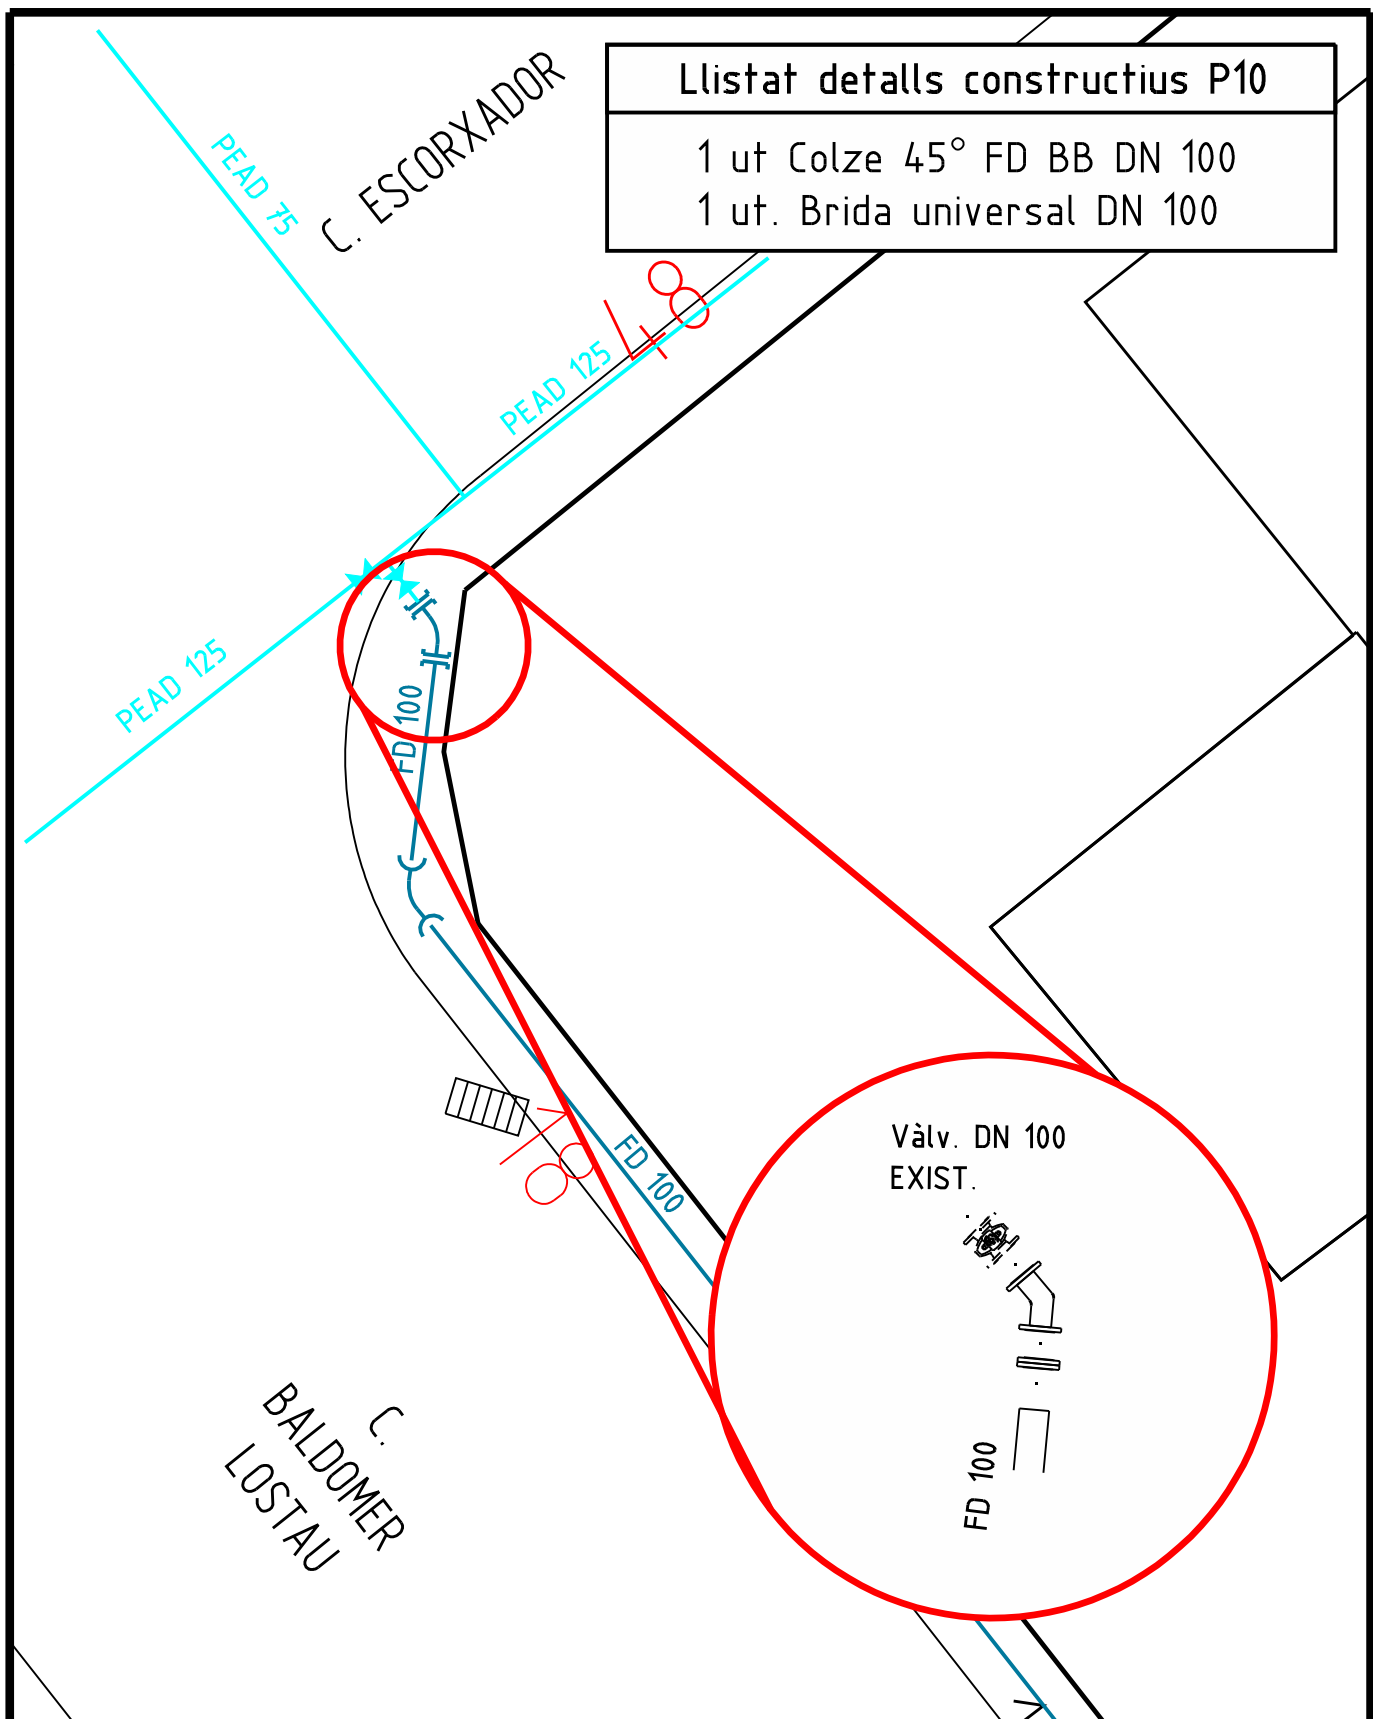 Llistat detalls constructius P10
1 ut Colze 45° FD BB DN 100
1 ut. Brida universal DN 100
C. ESCORXADOR
PEAD 75
48
PEAD 125
PEAD 125
FD 100
FD 100
Vàlv. DN 100
EXIST.
FD 100
C.
BALDOMER
LOSTAU